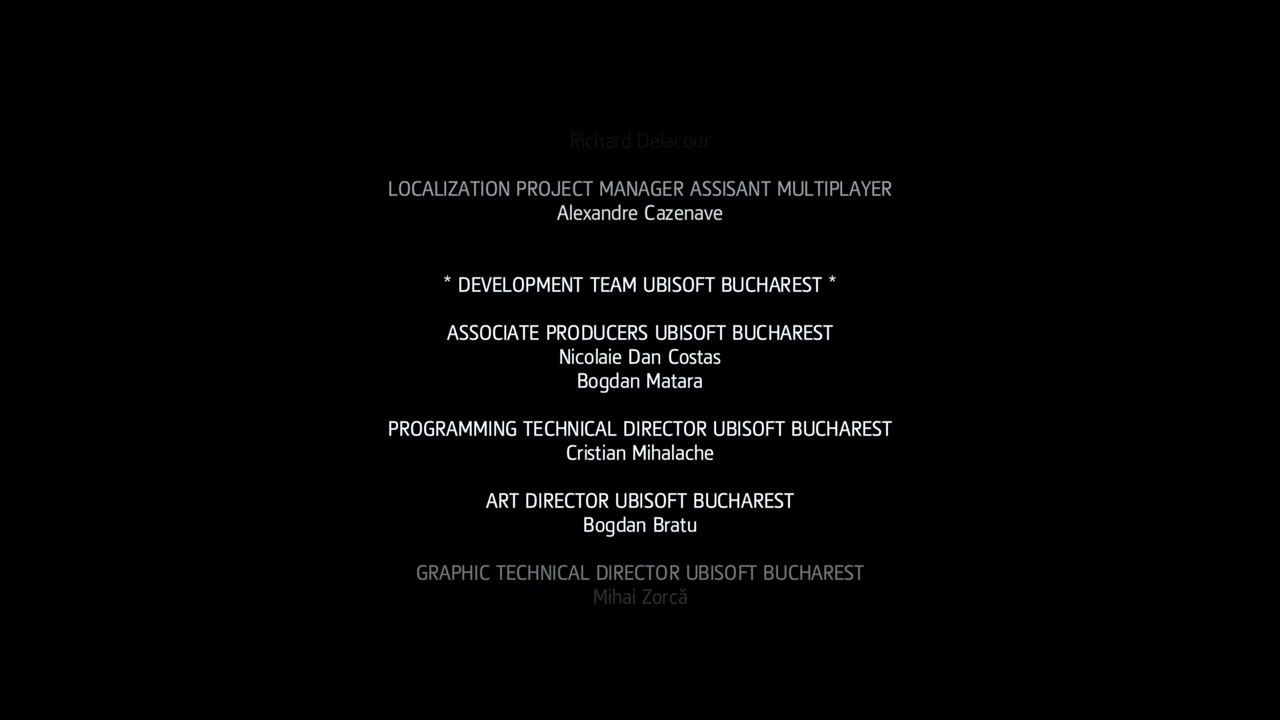 Richard Delacour
LOCALIZATION PROJECT MANAGER ASSISANT MULTIPLAYER
Alexandre Cazenave
* DEVELOPMENT TEAM UBISOFT BUCHAREST *
ASSOCIATE PRODUCERS UBISOFT BUCHAREST
Nicolaie Dan Costas
Bogdan Matara
PROGRAMMING TECHNICAL DIRECTOR UBISOFT BUCHAREST
Cristian Mihalache
ART DIRECTOR UBISOFT BUCHAREST
Bogdan Bratu
GRAPHIC TECHNICAL DIRECTOR UBISOFT BUCHAREST
Mihai Zorcă